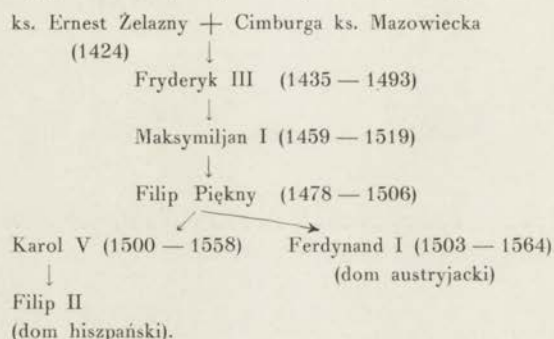 ks. Ernest Żelazny + Cimburga ks. Mazowiecka
(1424)
Fryderyk III (1435 — 1493)
Maksymiljan I (1459 — 1519)
Filip Piękny (1478 — 1506)
Karol V (1500 — 1558) Ferdynand I (1503 — 1564)
(dom austryjacki)
Filip II
(dom hiszpański).